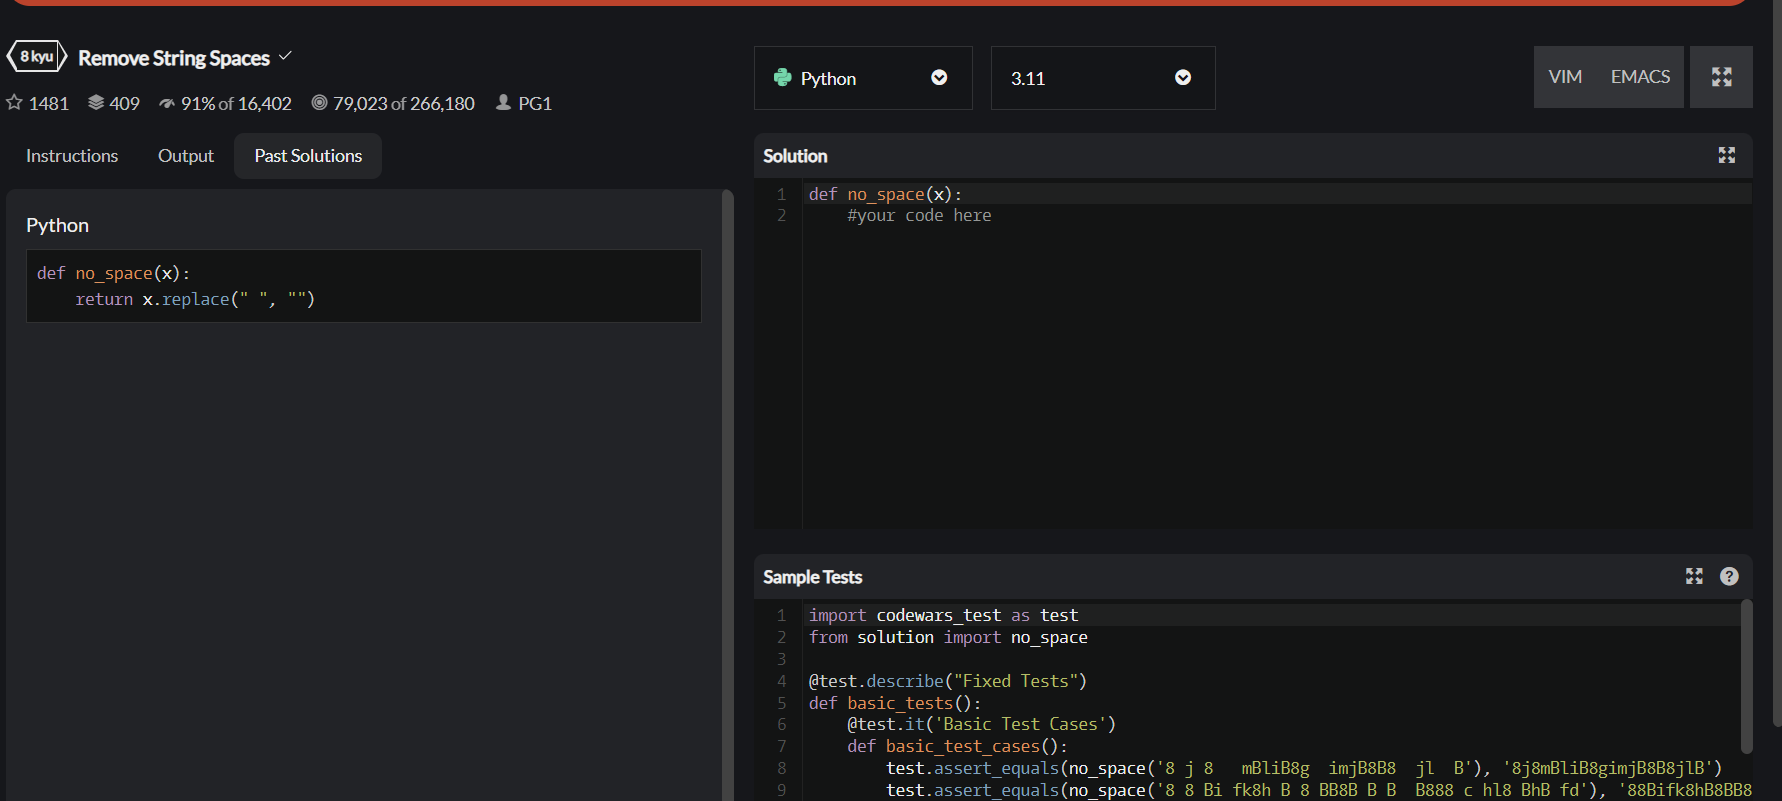 8 kyu Remove String Spaces
1481 409 91% of 16,402 79,023 of 266,180 PG1
Instructions Output Past Solutions
Python
def no_space(x):
    return x.replace(" ", "")
Python 3.11 VIM EMACS
Solution
1 def no_space(x):
2     #your code here
Sample Tests ?
1 import codewars_test as test
2 from solution import no_space
3
4 @test.describe("Fixed Tests")
5 def basic_tests():
6     @test.it('Basic Test Cases')
7     def basic_test_cases():
8         test.assert_equals(no_space('8 j 8   mBliB8g  imjB8B8  jl  B'), '8j8mBliB8gimjB8B8jlB')
9         test.assert_equals(no_space('8 8 Bi fk8h B 8 BB8B B B  B888 c hl8 BhB fd'), '88Bifk8hB8BB8